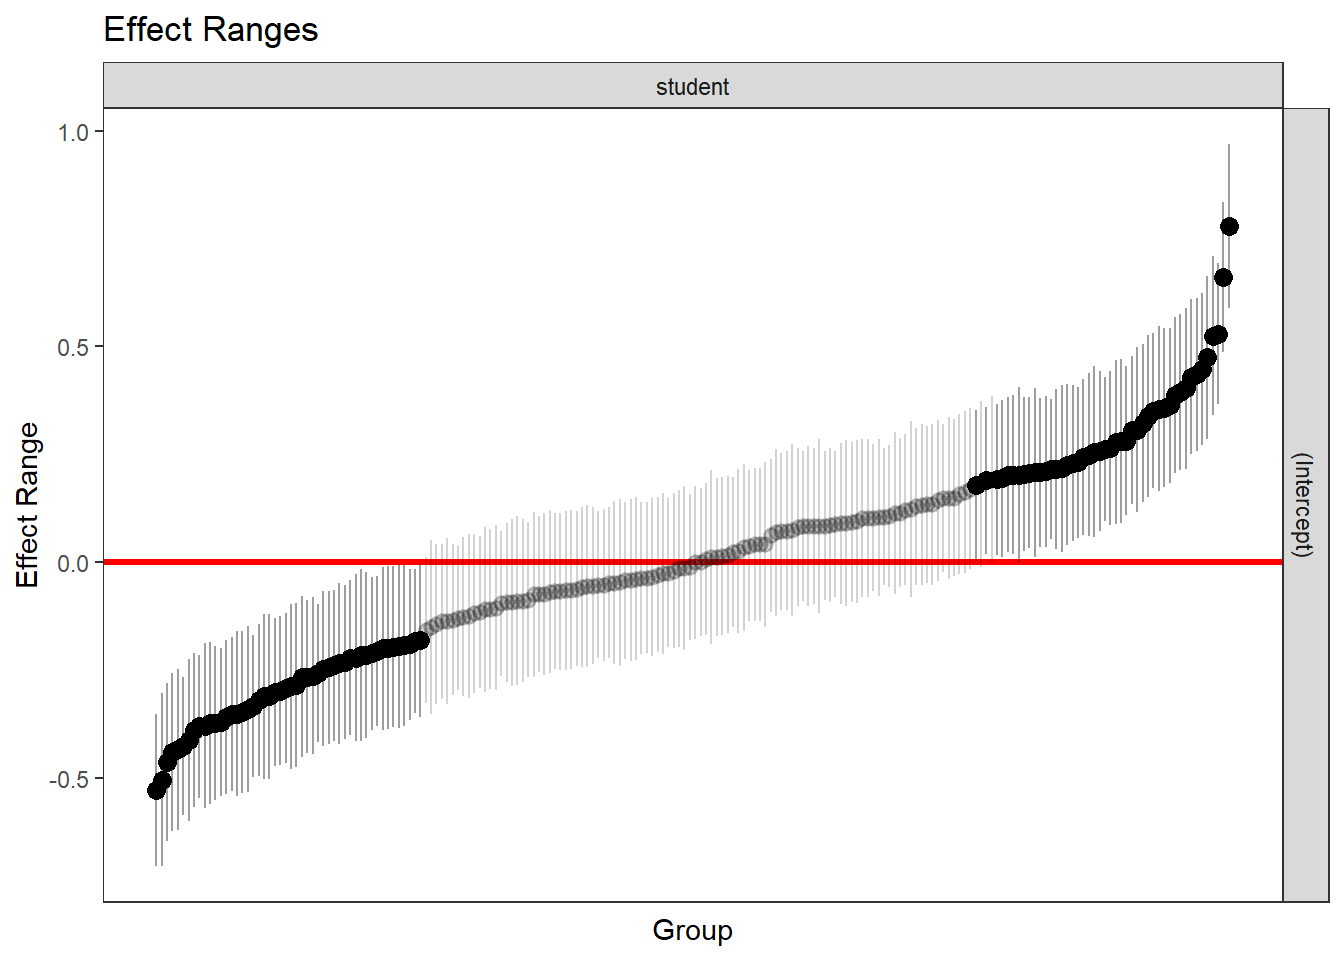 Effect Ranges
student
1.0
0.5
0.0
-0.5
Effect Range
(Intercept)
Group